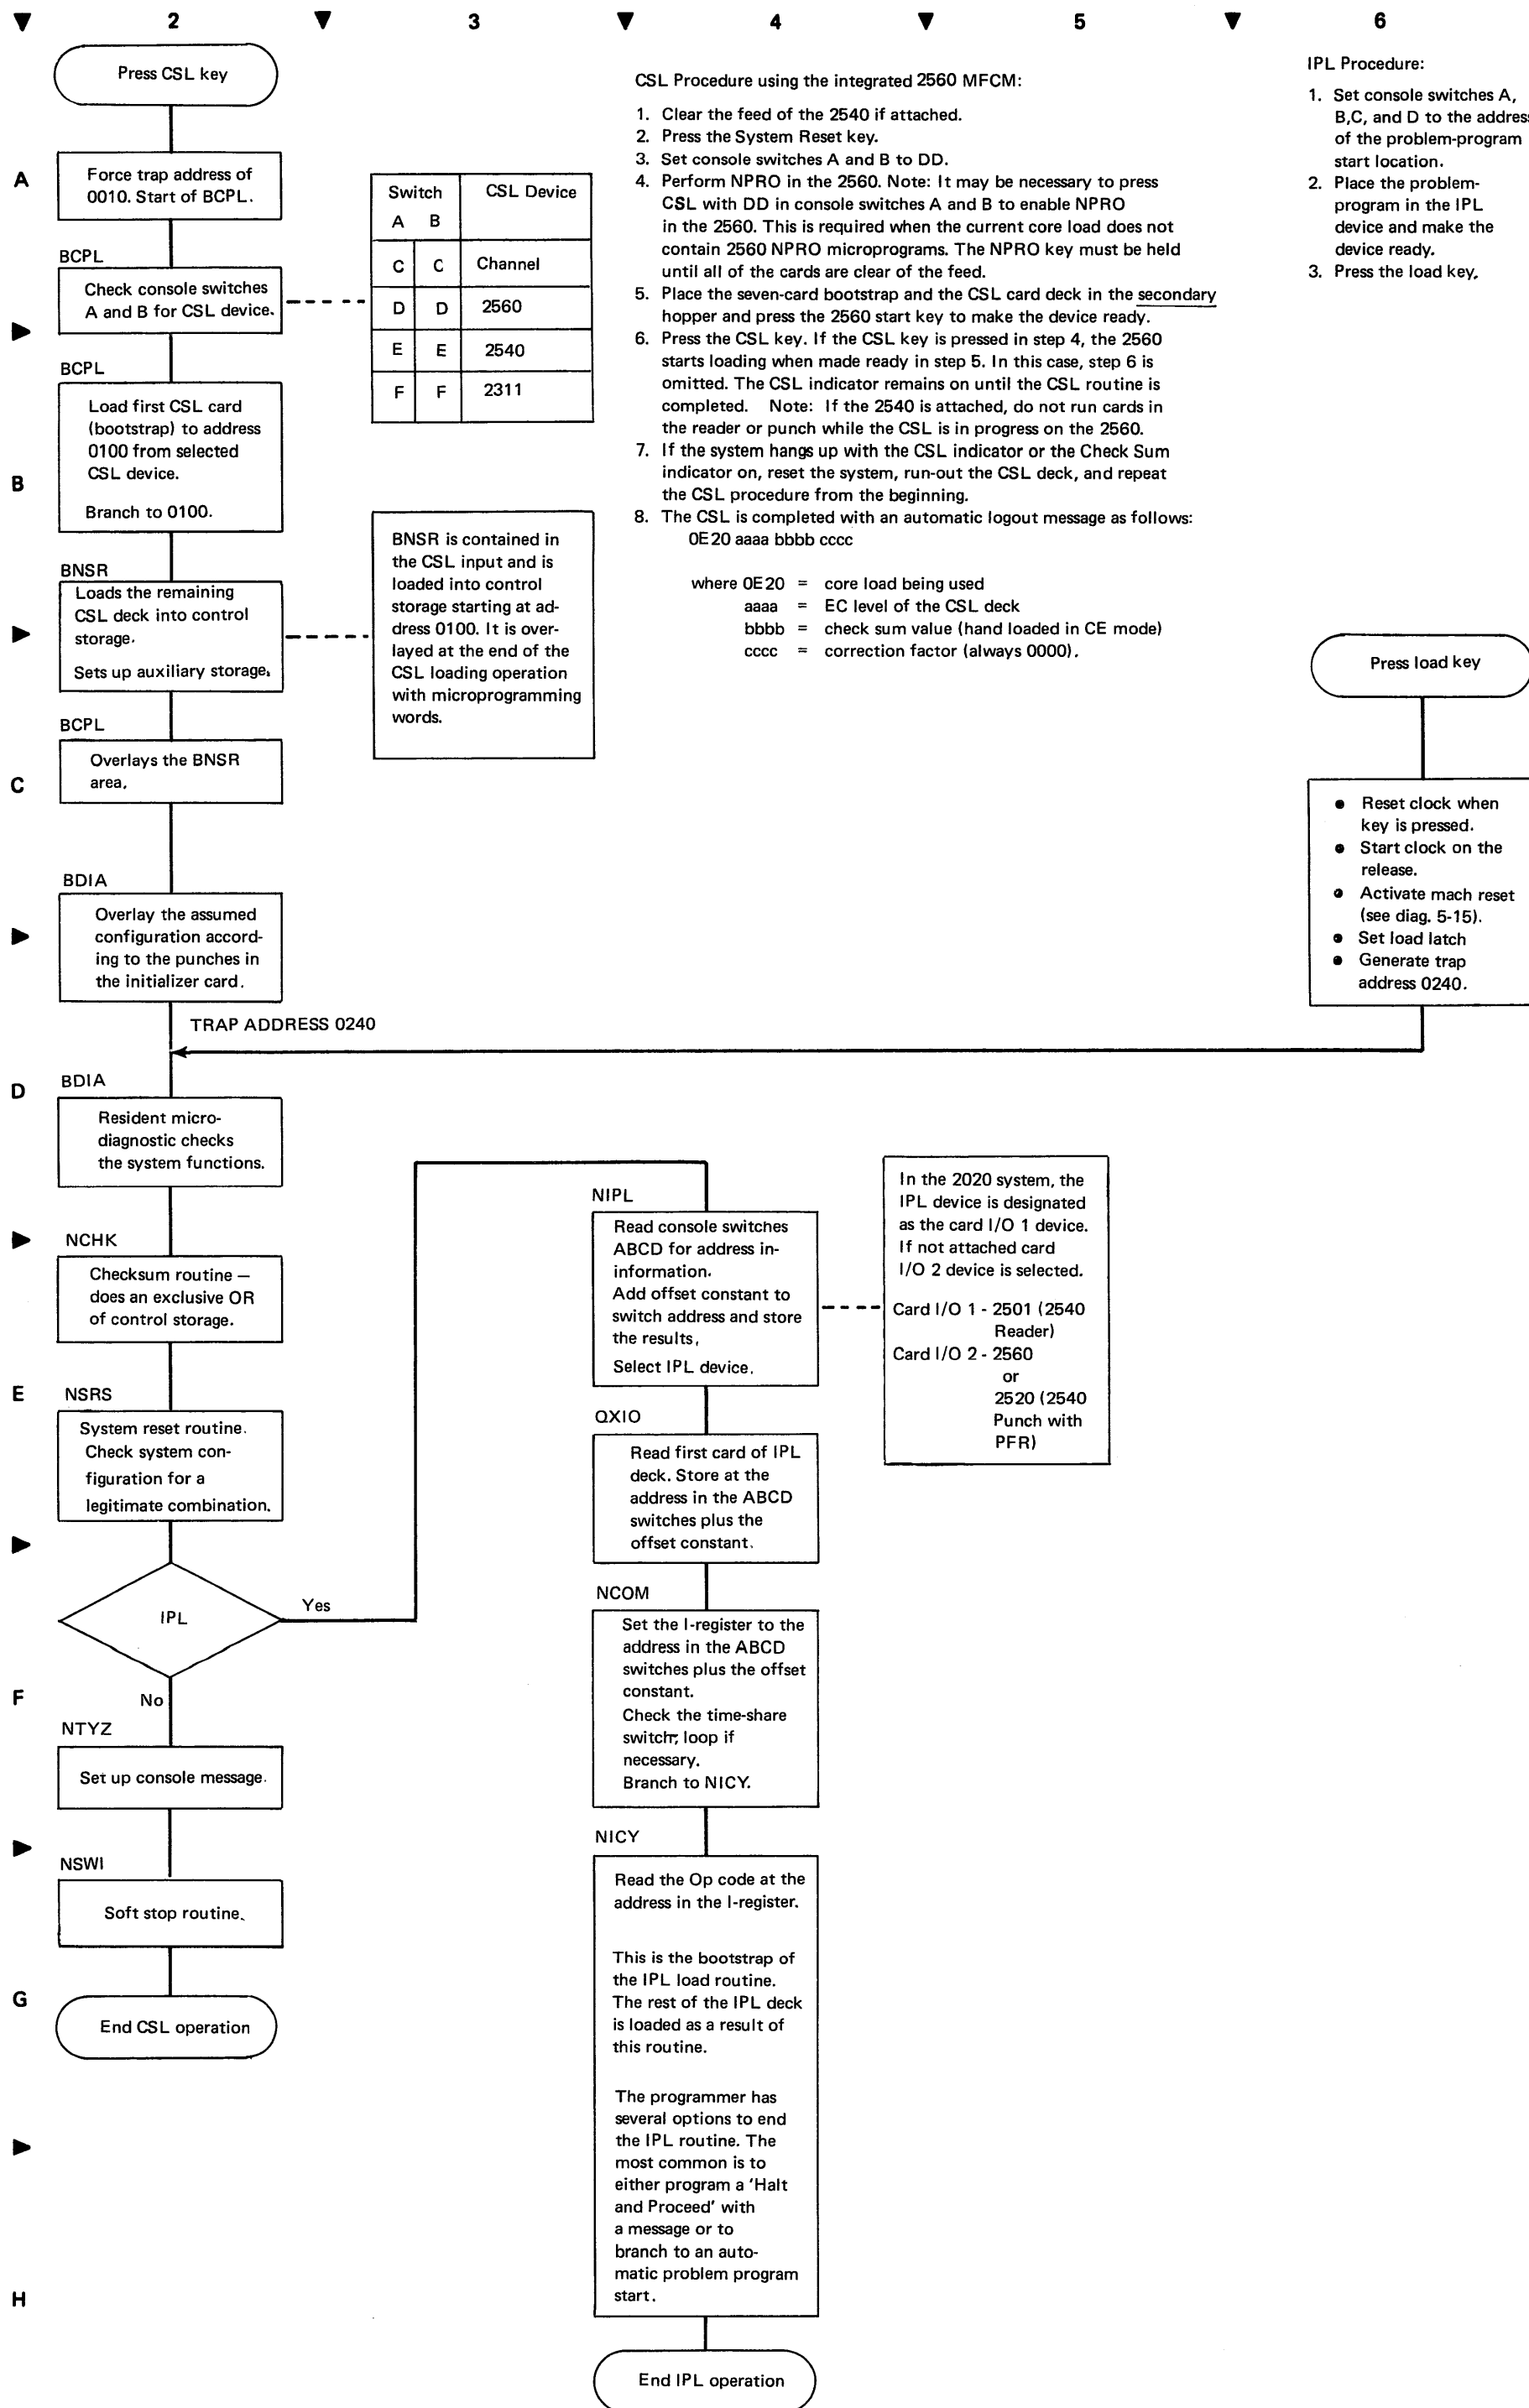 2 3 4 5 6
Press CSL key
A
Force trap address of
0010. Start of BCPL.
BCPL
Check console switches
A and B for CSL device.
Switch CSL Device
A B
C C Channel
D D 2560
E E 2540
F F 2311
BCPL
Load first CSL card
(bootstrap) to address
0100 from selected
CSL device.
Branch to 0100.
B
BNSR
Loads the remaining
CSL deck into control
storage.
Sets up auxiliary storage.
BNSR is contained in
the CSL input and is
loaded into control
storage starting at ad-
dress 0100. It is over-
layed at the end of the
CSL loading operation
with microprogramming
words.
BCPL
Overlays the BNSR
area.
C
BDIA
Overlay the assumed
configuration accord-
ing to the punches in
the initializer card.
TRAP ADDRESS 0240
CSL Procedure using the integrated 2560 MFCM:
1. Clear the feed of the 2540 if attached.
2. Press the System Reset key.
3. Set console switches A and B to DD.
4. Perform NPRO in the 2560. Note: It may be necessary to press
CSL with DD in console switches A and B to enable NPRO
in the 2560. This is required when the current core load does not
contain 2560 NPRO microprograms. The NPRO key must be held
until all of the cards are clear of the feed.
5. Place the seven-card bootstrap and the CSL card deck in the secondary
hopper and press the 2560 start key to make the device ready.
6. Press the CSL key. If the CSL key is pressed in step 4, the 2560
starts loading when made ready in step 5. In this case, step 6 is
omitted. The CSL indicator remains on until the CSL routine is
completed. Note: If the 2540 is attached, do not run cards in
the reader or punch while the CSL is in progress on the 2560.
7. If the system hangs up with the CSL indicator or the Check Sum
indicator on, reset the system, run-out the CSL deck, and repeat
the CSL procedure from the beginning.
8. The CSL is completed with an automatic logout message as follows:
0E20 aaaa bbbb cccc
where 0E20 = core load being used
aaaa = EC level of the CSL deck
bbbb = check sum value (hand loaded in CE mode)
cccc = correction factor (always 0000).
IPL Procedure:
1. Set console switches A,
B,C, and D to the address
of the problem-program
start location.
2. Place the problem-
program in the IPL
device and make the
device ready.
3. Press the load key.
Press load key
● Reset clock when
key is pressed.
● Start clock on the
release.
● Activate mach reset
(see diag. 5-15).
● Set load latch
● Generate trap
address 0240.
D
BDIA
Resident micro-
diagnostic checks
the system functions.
NCHK
Checksum routine —
does an exclusive OR
of control storage.
E
NSRS
System reset routine.
Check system con-
figuration for a
legitimate combination.
IPL
Yes
No
F
NTYZ
Set up console message.
NSWI
Soft stop routine.
G
End CSL operation
NIPL
Read console switches
ABCD for address in-
information.
Add offset constant to
switch address and store
the results.
Select IPL device.
In the 2020 system, the
IPL device is designated
as the card I/O 1 device.
If not attached card
I/O 2 device is selected.
Card I/O 1 - 2501 (2540
Reader)
Card I/O 2 - 2560
or
2520 (2540
Punch with
PFR)
QXIO
Read first card of IPL
deck. Store at the
address in the ABCD
switches plus the
offset constant.
NCOM
Set the I-register to the
address in the ABCD
switches plus the offset
constant.
Check the time-share
switch; loop if
necessary.
Branch to NICY.
NICY
Read the Op code at the
address in the I-register.
This is the bootstrap of
the IPL load routine.
The rest of the IPL deck
is loaded as a result of
this routine.
The programmer has
several options to end
the IPL routine. The
most common is to
either program a 'Halt
and Proceed' with
a message or to
branch to an auto-
matic problem program
start.
H
End IPL operation